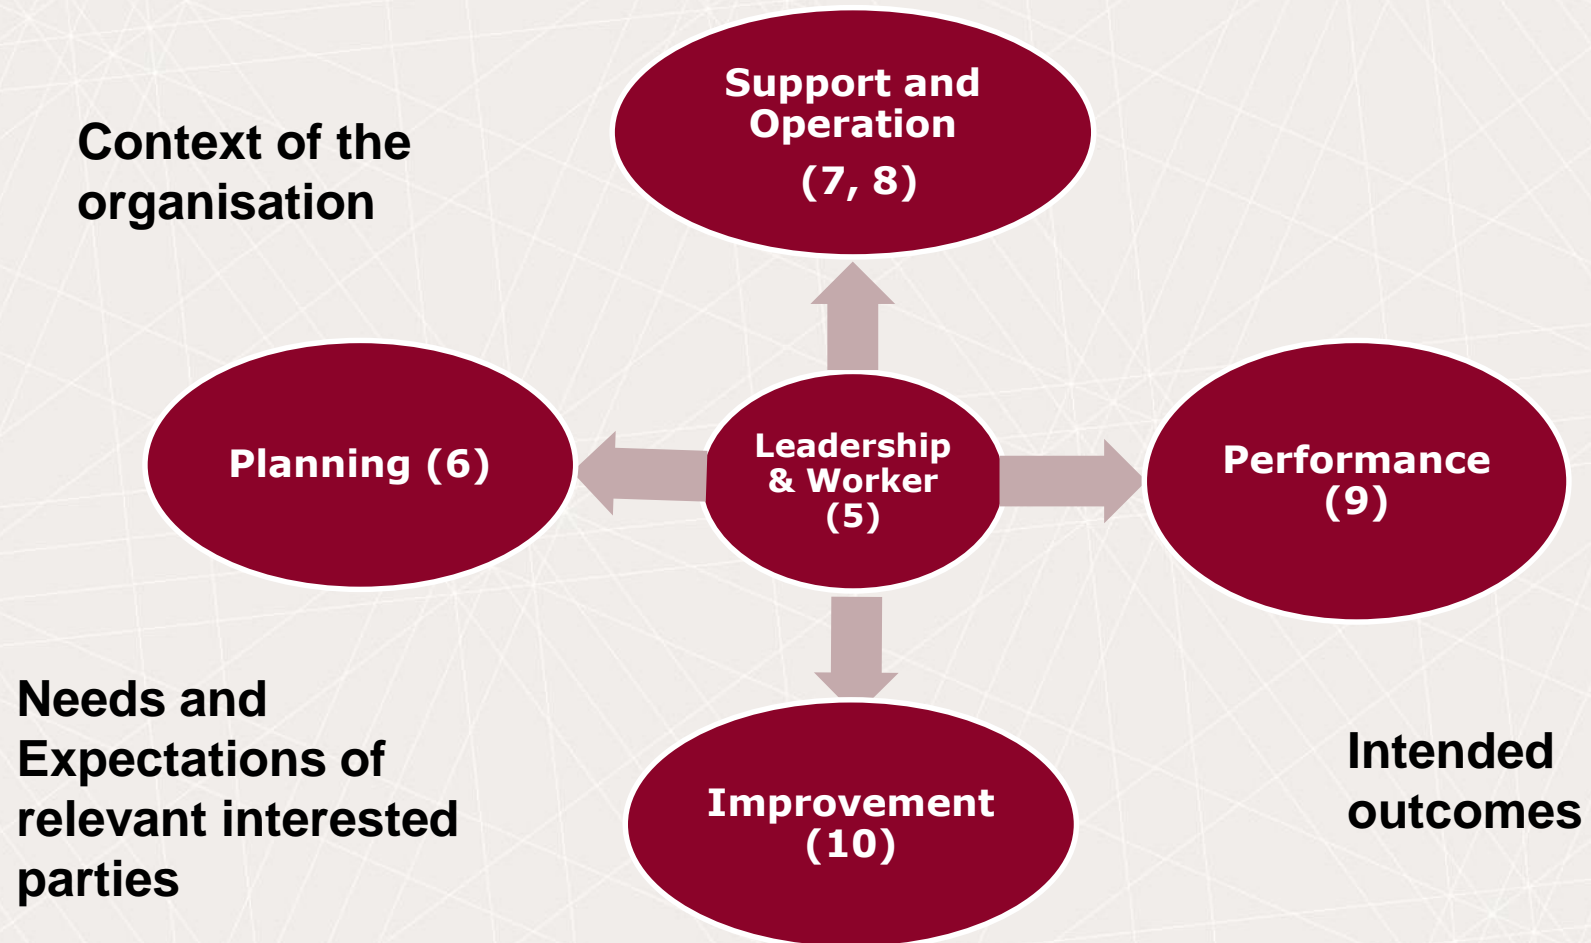 Support and
Operation
(7, 8)
Context of the
organisation
Planning (6)
Leadership
& Worker
(5)
Performance
(9)
Needs and
Expectations of
relevant interested
parties
Improvement
(10)
Intended
outcomes